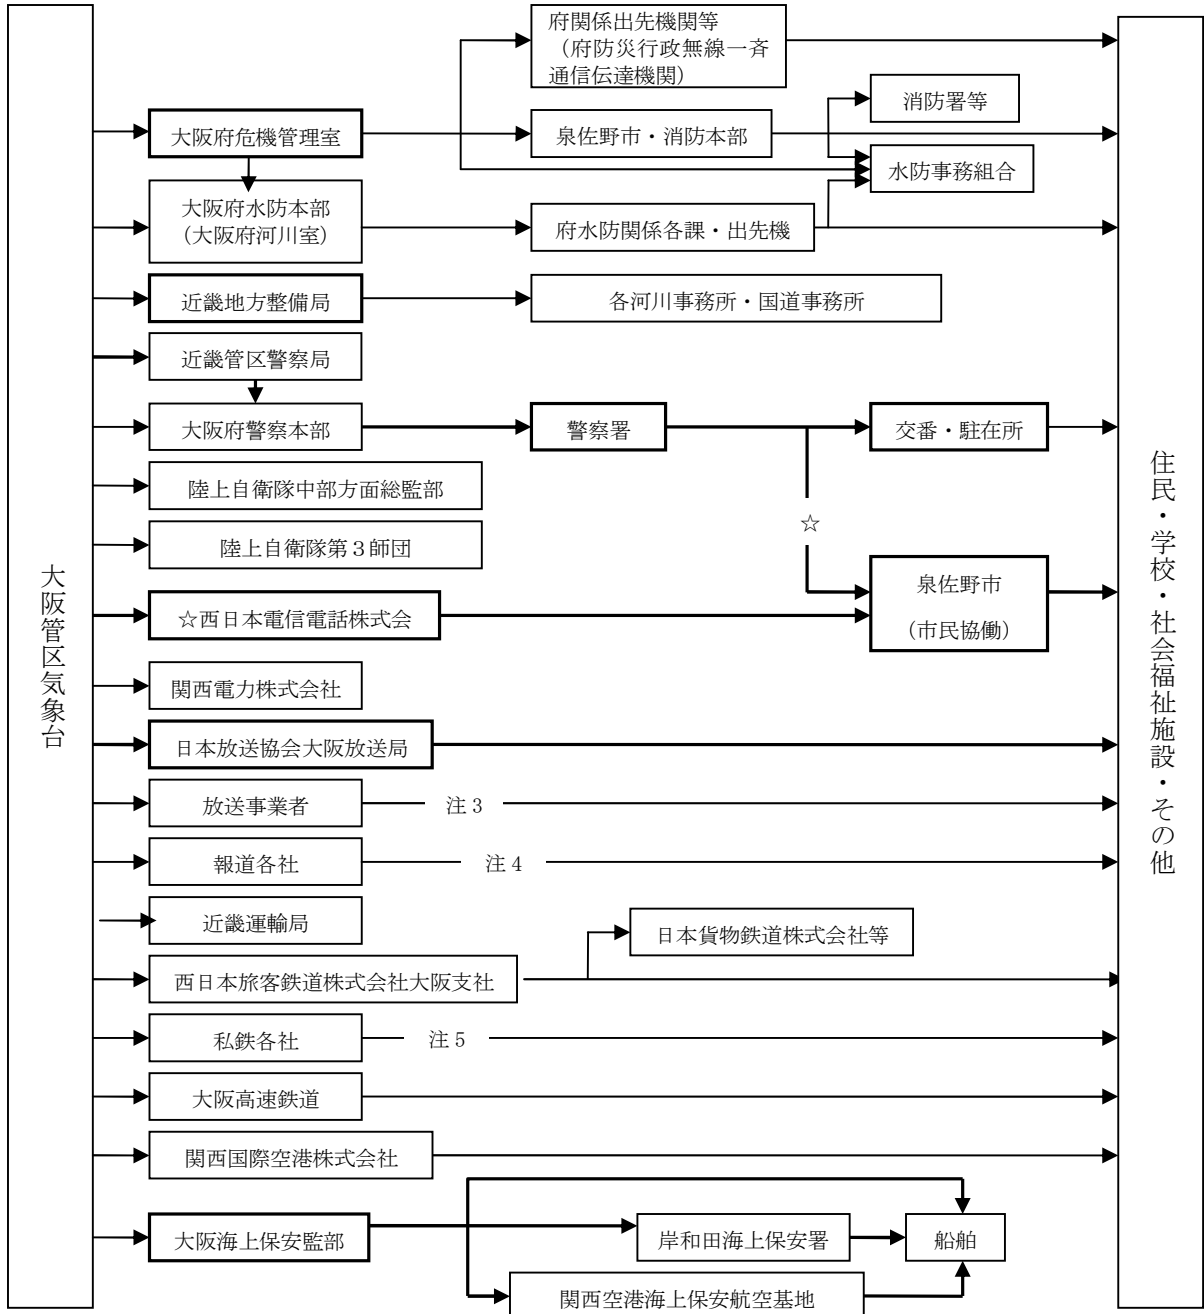 大阪管区気象台
府関係出先機関等
(府防災行政無線一斉
通信伝達機関)
消防署等
大阪府危機管理室
泉佐野市・消防本部
水防事務組合
大阪府水防本部
(大阪府河川室)
府水防関係各課・出先機
近畿地方整備局
各河川事務所・国道事務所
近畿管区警察局
大阪府警察本部
警察署
交番・駐在所
陸上自衛隊中部方面総監部
☆
陸上自衛隊第3師団
☆西日本電信電話株式会
泉佐野市
(市民協働)
関西電力株式会社
日本放送協会大阪放送局
放送事業者
注3
報道各社
注4
近畿運輸局
日本貨物鉄道株式会社等
西日本旅客鉄道株式会社大阪支社
私鉄各社
注5
大阪高速鉄道
関西国際空港株式会社
大阪海上保安監部
岸和田海上保安署
船舶
関西空港海上保安航空基地
住民・学校・社会福祉施設・その他